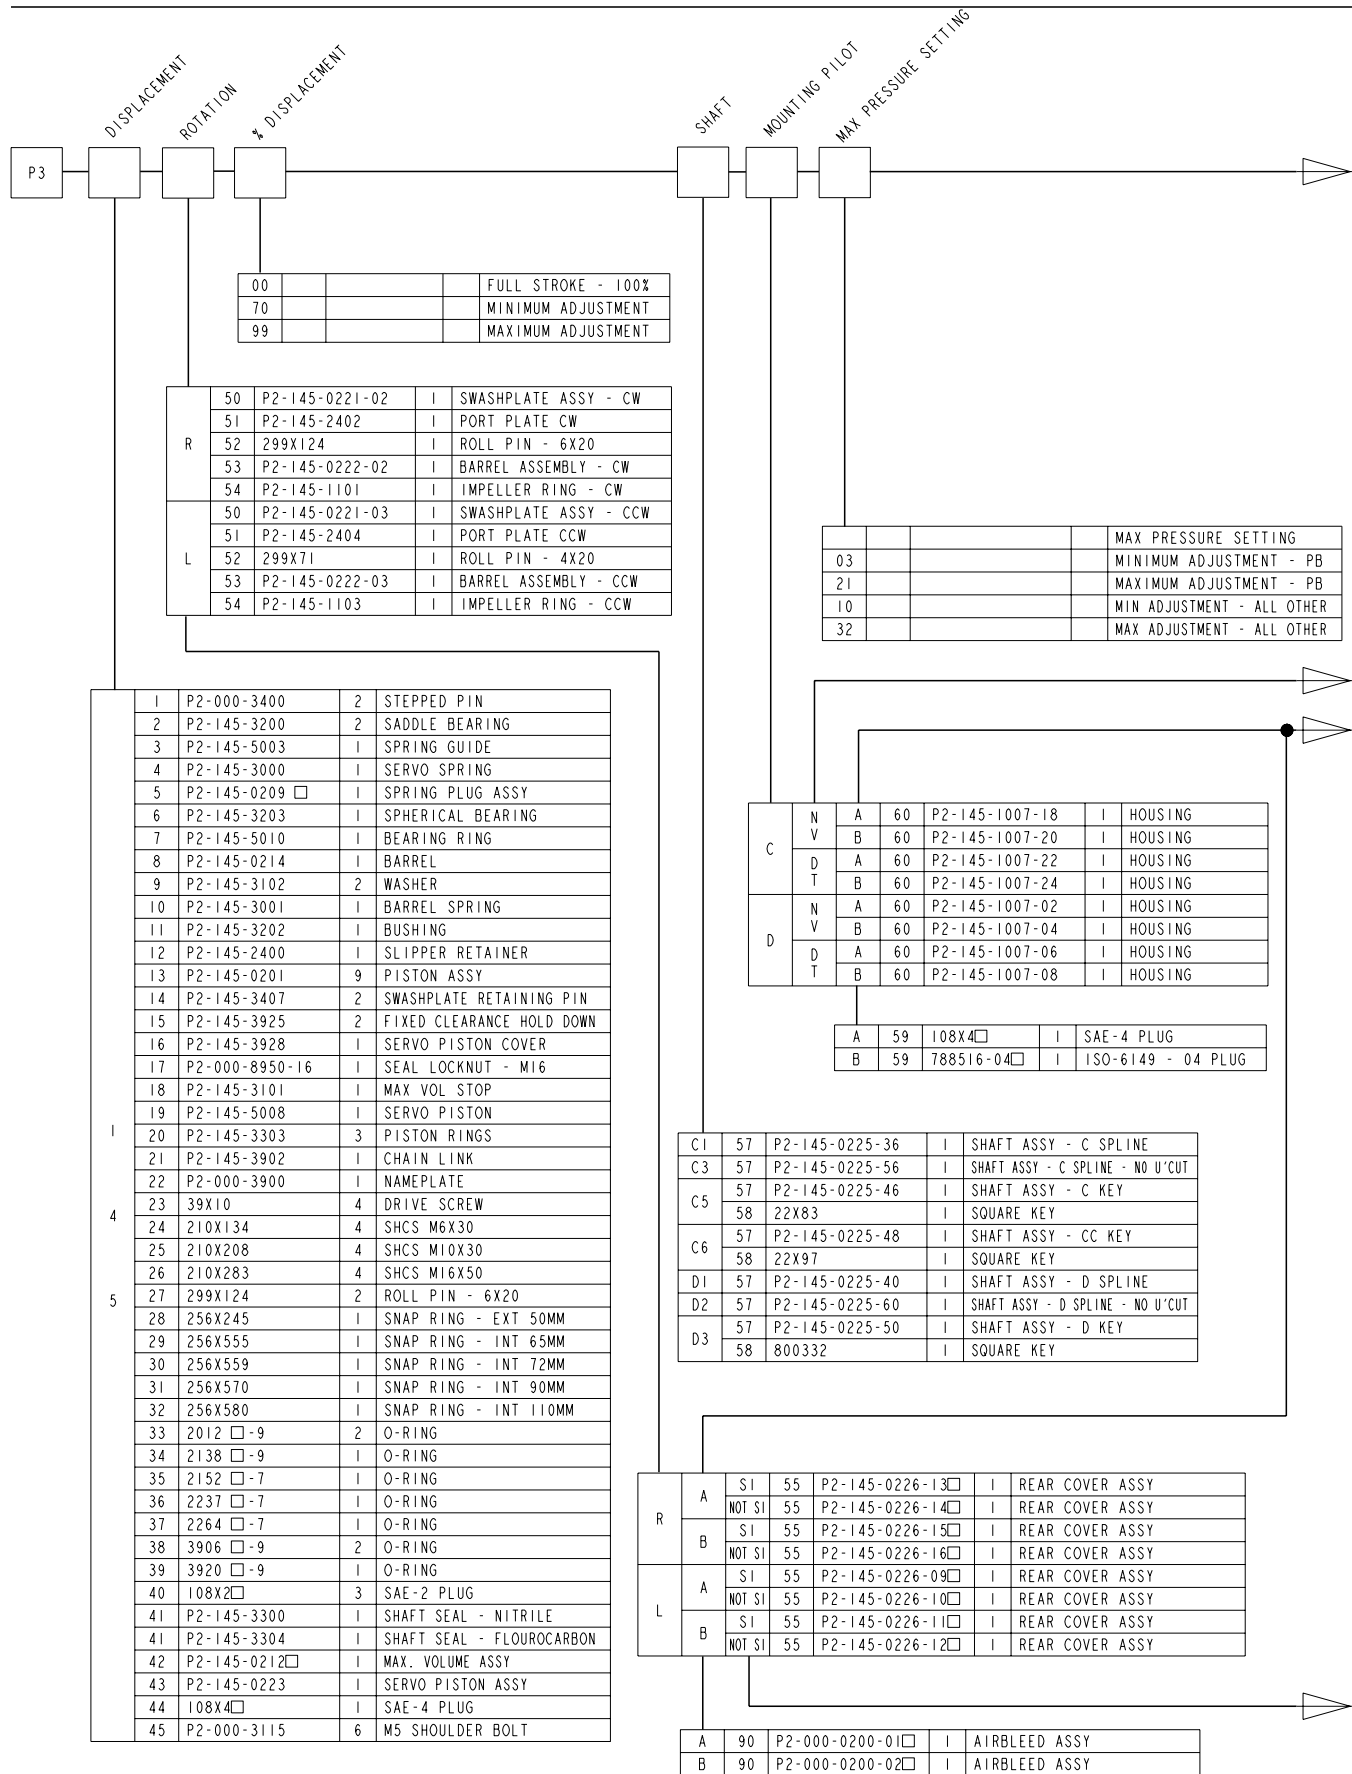 DISPLACEMENT
ROTATION
% DISPLACEMENT
SHAFT
MOUNTING PILOT
MAX PRESSURE SETTING
P3
00 FULL STROKE - 100%
70 MINIMUM ADJUSTMENT
99 MAXIMUM ADJUSTMENT
R
50 P2-145-0221-02 1 SWASHPLATE ASSY - CW
51 P2-145-2402 1 PORT PLATE CW
52 299X124 1 ROLL PIN - 6X20
53 P2-145-0222-02 1 BARREL ASSEMBLY - CW
54 P2-145-1101 1 IMPELLER RING - CW
L
50 P2-145-0221-03 1 SWASHPLATE ASSY - CCW
51 P2-145-2404 1 PORT PLATE CCW
52 299X71 1 ROLL PIN - 4X20
53 P2-145-0222-03 1 BARREL ASSEMBLY - CCW
54 P2-145-1103 1 IMPELLER RING - CCW
MAX PRESSURE SETTING
03 MINIMUM ADJUSTMENT - PB
21 MAXIMUM ADJUSTMENT - PB
10 MIN ADJUSTMENT - ALL OTHER
32 MAX ADJUSTMENT - ALL OTHER
145
1 P2-000-3400 2 STEPPED PIN
2 P2-145-3200 2 SADDLE BEARING
3 P2-145-5003 1 SPRING GUIDE
4 P2-145-3000 1 SERVO SPRING
5 P2-145-0209 □ 1 SPRING PLUG ASSY
6 P2-145-3203 1 SPHERICAL BEARING
7 P2-145-5010 1 BEARING RING
8 P2-145-0214 1 BARREL
9 P2-145-3102 2 WASHER
10 P2-145-3001 1 BARREL SPRING
11 P2-145-3202 1 BUSHING
12 P2-145-2400 1 SLIPPER RETAINER
13 P2-145-0201 9 PISTON ASSY
14 P2-145-3407 2 SWASHPLATE RETAINING PIN
15 P2-145-3925 2 FIXED CLEARANCE HOLD DOWN
16 P2-145-3928 1 SERVO PISTON COVER
17 P2-000-8950-16 1 SEAL LOCKNUT - M16
18 P2-145-3101 1 MAX VOL STOP
19 P2-145-5008 1 SERVO PISTON
20 P2-145-3303 3 PISTON RINGS
21 P2-145-3902 1 CHAIN LINK
22 P2-000-3900 1 NAMEPLATE
23 39X10 4 DRIVE SCREW
24 210X134 4 SHCS M6X30
25 210X208 4 SHCS M10X30
26 210X283 4 SHCS M16X50
27 299X124 2 ROLL PIN - 6X20
28 256X245 1 SNAP RING - EXT 50MM
29 256X555 1 SNAP RING - INT 65MM
30 256X559 1 SNAP RING - INT 72MM
31 256X570 1 SNAP RING - INT 90MM
32 256X580 1 SNAP RING - INT 110MM
33 2012 □-9 2 O-RING
34 2138 □-9 1 O-RING
35 2152 □-7 1 O-RING
36 2237 □-7 1 O-RING
37 2264 □-7 1 O-RING
38 3906 □-9 2 O-RING
39 3920 □-9 1 O-RING
40 108X2□ 3 SAE-2 PLUG
41 P2-145-3300 1 SHAFT SEAL - NITRILE
41 P2-145-3304 1 SHAFT SEAL - FLOUROCARBON
42 P2-145-0212□ 1 MAX. VOLUME ASSY
43 P2-145-0223 1 SERVO PISTON ASSY
44 108X4□ 1 SAE-4 PLUG
45 P2-000-3115 6 M5 SHOULDER BOLT
C
NV A 60 P2-145-1007-18 1 HOUSING
B 60 P2-145-1007-20 1 HOUSING
DT A 60 P2-145-1007-22 1 HOUSING
B 60 P2-145-1007-24 1 HOUSING
D
NV A 60 P2-145-1007-02 1 HOUSING
B 60 P2-145-1007-04 1 HOUSING
DT A 60 P2-145-1007-06 1 HOUSING
B 60 P2-145-1007-08 1 HOUSING
A 59 108X4□ 1 SAE-4 PLUG
B 59 788516-04□ 1 ISO-6149 - 04 PLUG
C1 57 P2-145-0225-36 1 SHAFT ASSY - C SPLINE
C3 57 P2-145-0225-56 1 SHAFT ASSY - C SPLINE - NO U'CUT
C5 57 P2-145-0225-46 1 SHAFT ASSY - C KEY
58 22X83 1 SQUARE KEY
C6 57 P2-145-0225-48 1 SHAFT ASSY - CC KEY
58 22X97 1 SQUARE KEY
D1 57 P2-145-0225-40 1 SHAFT ASSY - D SPLINE
D2 57 P2-145-0225-60 1 SHAFT ASSY - D SPLINE - NO U'CUT
D3 57 P2-145-0225-50 1 SHAFT ASSY - D KEY
58 800332 1 SQUARE KEY
R
A S1 55 P2-145-0226-13□ 1 REAR COVER ASSY
NOT S1 55 P2-145-0226-14□ 1 REAR COVER ASSY
B S1 55 P2-145-0226-15□ 1 REAR COVER ASSY
NOT S1 55 P2-145-0226-16□ 1 REAR COVER ASSY
L
A S1 55 P2-145-0226-09□ 1 REAR COVER ASSY
NOT S1 55 P2-145-0226-10□ 1 REAR COVER ASSY
B S1 55 P2-145-0226-11□ 1 REAR COVER ASSY
NOT S1 55 P2-145-0226-12□ 1 REAR COVER ASSY
A 90 P2-000-0200-01□ 1 AIRBLEED ASSY
B 90 P2-000-0200-02□ 1 AIRBLEED ASSY